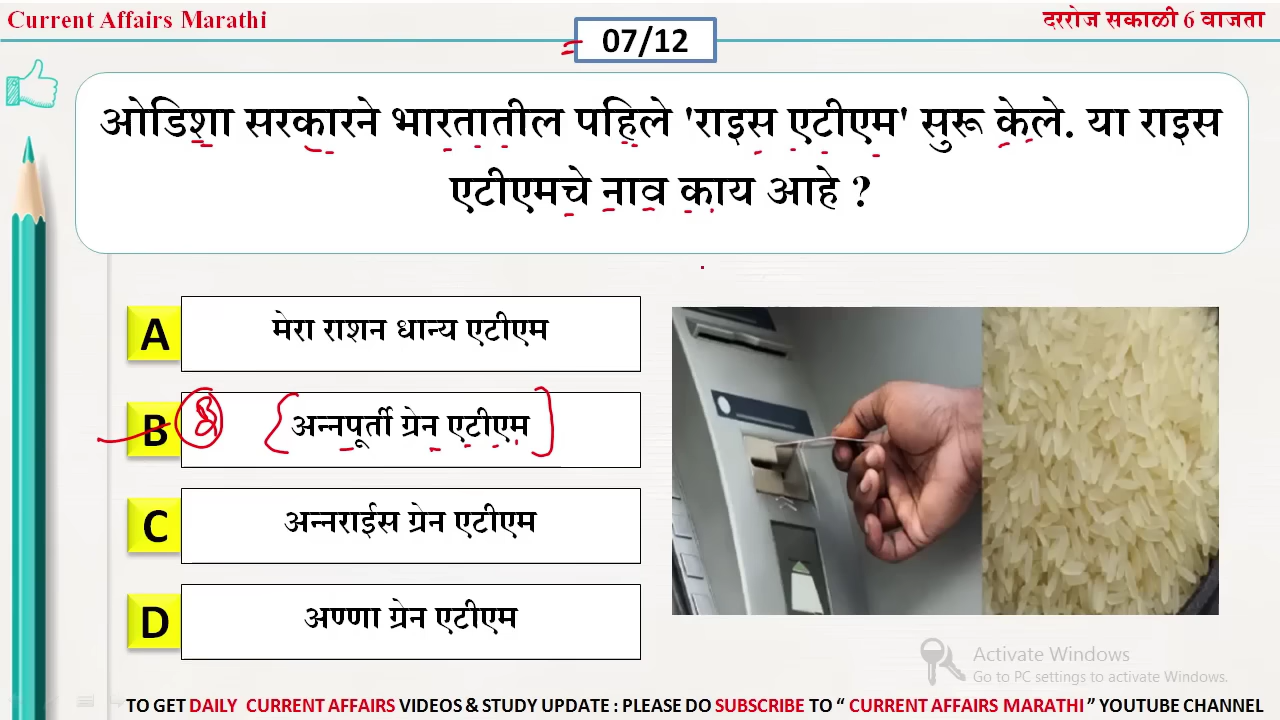 Current Affairs Marathi
दररोज सकाळी 6 वाजता
07/12
ओडिशा सरकारने भारतातील पहिले 'राइस एटीएम' सुरू केले. या राइस
एटीएमचे नाव काय आहे ?
A मेरा राशन धान्य एटीएम
B अन्नपूर्ती ग्रेन एटीएम
C अन्नराईस ग्रेन एटीएम
D अण्णा ग्रेन एटीएम
Activate Windows
Go to PC settings to activate Windows.
TO GET DAILY CURRENT AFFAIRS VIDEOS & STUDY UPDATE : PLEASE DO SUBSCRIBE TO “ CURRENT AFFAIRS MARATHI ” YOUTUBE CHANNEL